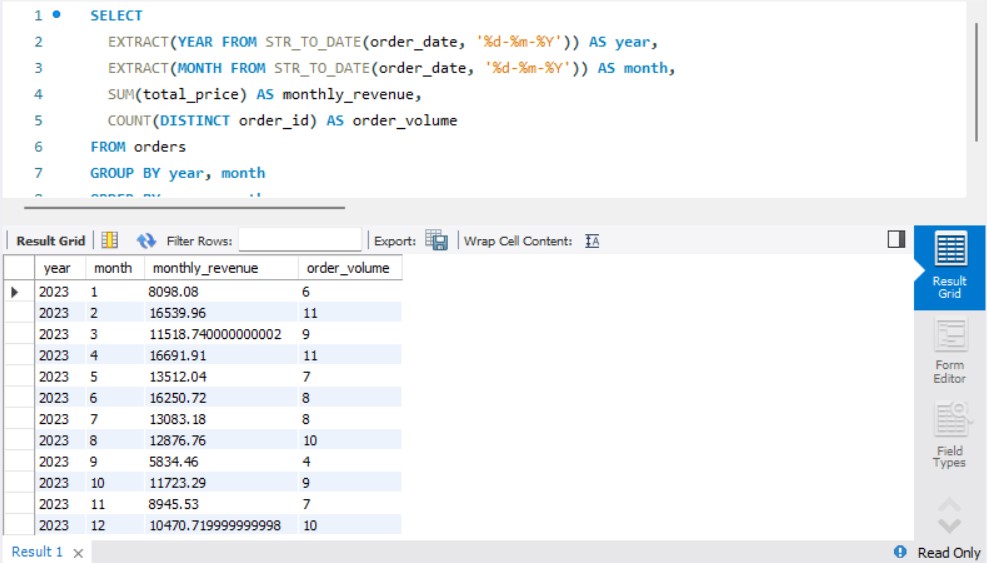 1 SELECT
2 EXTRACT(YEAR FROM STR_TO_DATE(order_date, '%d-%m-%Y')) AS year,
3 EXTRACT(MONTH FROM STR_TO_DATE(order_date, '%d-%m-%Y')) AS month,
4 SUM(total_price) AS monthly_revenue,
5 COUNT(DISTINCT order_id) AS order_volume
6 FROM orders
7 GROUP BY year, month
Result Grid Filter Rows: Export: Wrap Cell Content:
year month monthly_revenue order_volume
2023 1 8098.08 6
2023 2 16539.96 11
2023 3 11518.740000000002 9
2023 4 16691.91 11
2023 5 13512.04 7
2023 6 16250.72 8
2023 7 13083.18 8
2023 8 12876.76 10
2023 9 5834.46 4
2023 10 11723.29 9
2023 11 8945.53 7
2023 12 10470.719999999998 10
Result
Grid
Form
Editor
Field
Types
Result 1
Read Only